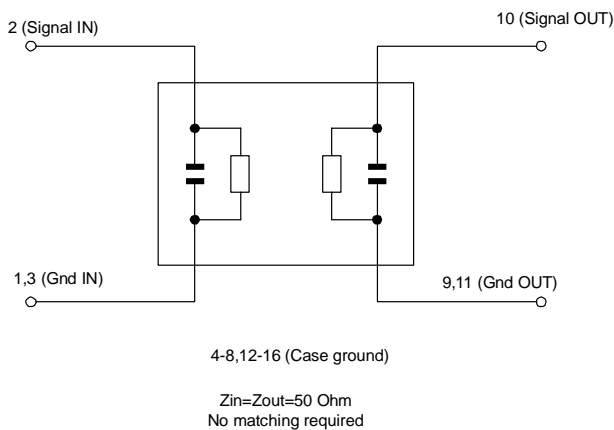 2 (Signal IN)
10 (Signal OUT)
1,3 (Gnd IN)
9,11 (Gnd OUT)
4-8,12-16 (Case ground)
Zin=Zout=50 Ohm
No matching required